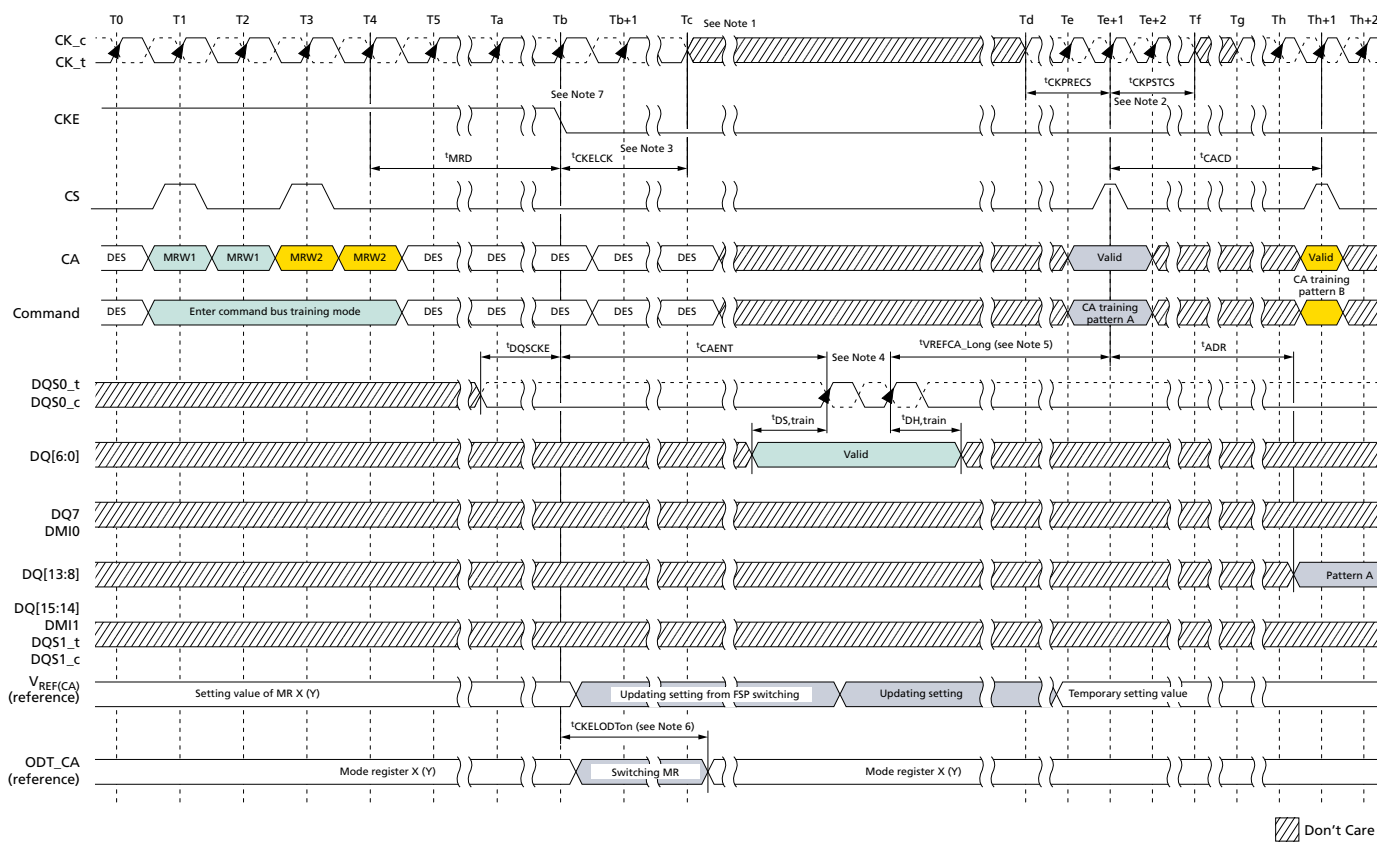 T0 T1 T2 T3 T4 T5 Ta Tb Tb+1 Tc See Note 1 Td Te Te+1 Te+2 Tf Tg Th Th+1 Th+2
CK_c
CK_t
tCKPRECS tCKPSTCS
See Note 2
See Note 7
CKE
See Note 3
tMRD tCKELCK tCACD
CS
CA DES MRW1 MRW1 MRW2 MRW2 DES DES DES DES DES Valid Valid
CA training
pattern B
Command DES Enter command bus training mode DES DES DES DES DES CA training
pattern A
tDQSCKE tCAENT See Note 4 tVREFCA_Long (see Note 5) tADR
DQS0_t
DQS0_c
tDS,train tDH,train
DQ[6:0] Valid
DQ7
DMI0
DQ[13:8] Pattern A
DQ[15:14]
DMI1
DQS1_t
DQS1_c
VREF(CA)
(reference) Setting value of MR X (Y) Updating setting from FSP switching Updating setting Temporary setting value
tCKELODTon (see Note 6)
ODT_CA
(reference) Mode register X (Y) Switching MR Mode register X (Y)
Don't Care